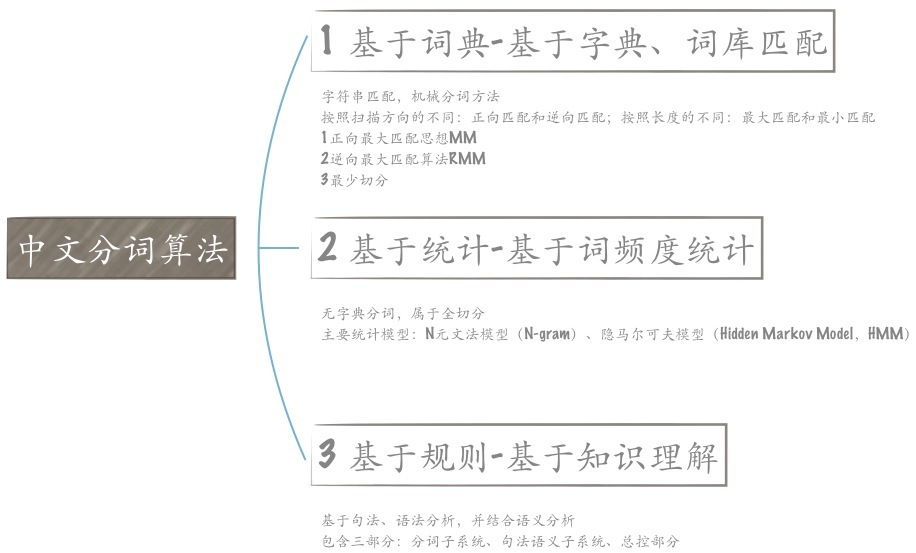 1 基于词典-基于字典、词库匹配
字符串匹配，机械分词方法
按照扫描方向的不同：正向匹配和逆向匹配；按照长度的不同：最大匹配和最小匹配
1正向最大匹配思想MM
2逆向最大匹配算法RMM
3最少切分
中文分词算法
2 基于统计-基于词频度统计
无字典分词，属于全切分
主要统计模型：N元文法模型（N-gram）、隐马尔可夫模型（Hidden Markov Model，HMM）
3 基于规则-基于知识理解
基于句法、语法分析，并结合语义分析
包含三部分：分词子系统、句法语义子系统、总控部分